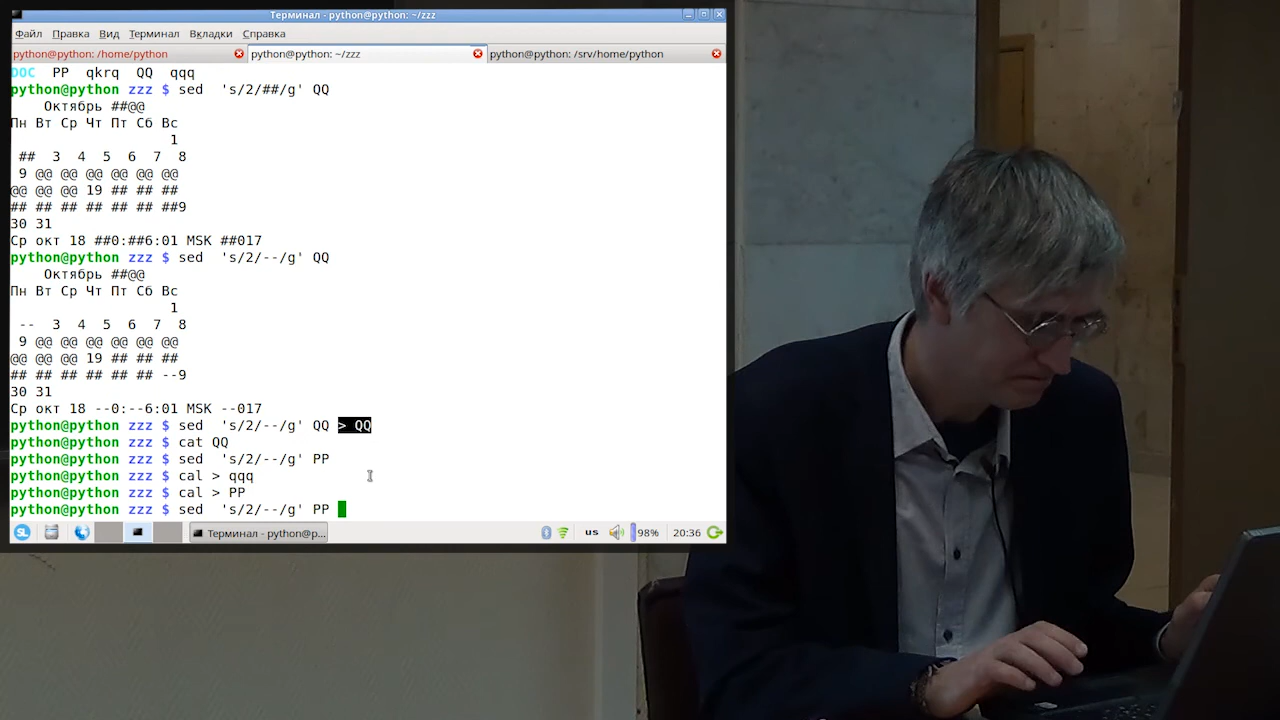 Терминал - python@python: ~/zzz
Файл Правка Вид Терминал Вкладки Справка
python@python: /home/python python@python: ~/zzz python@python: /srv/home/python
DOC PP qkrq QQ qqq
python@python zzz $ sed 's/2/##/g' QQ
Октябрь ##@@
Пн Вт Ср Чт Пт Сб Вс
1
## 3 4 5 6 7 8
9 @@ @@ @@ @@ @@ @@
@@ @@ @@ 19 ## ## ##
## ## ## ## ## ## ##9
30 31
Ср окт 18 ##0:##6:01 MSK ##017
python@python zzz $ sed 's/2/--/g' QQ
Октябрь ##@@
Пн Вт Ср Чт Пт Сб Вс
1
-- 3 4 5 6 7 8
9 @@ @@ @@ @@ @@ @@
@@ @@ @@ 19 ## ## ##
## ## ## ## ## ## --9
30 31
Ср окт 18 --0:--6:01 MSK --017
python@python zzz $ sed 's/2/--/g' QQ > QQ
python@python zzz $ cat QQ
python@python zzz $ sed 's/2/--/g' PP
python@python zzz $ cal > qqq
python@python zzz $ cal > PP
python@python zzz $ sed 's/2/--/g' PP
Терминал - python@p... us 98% 20:36